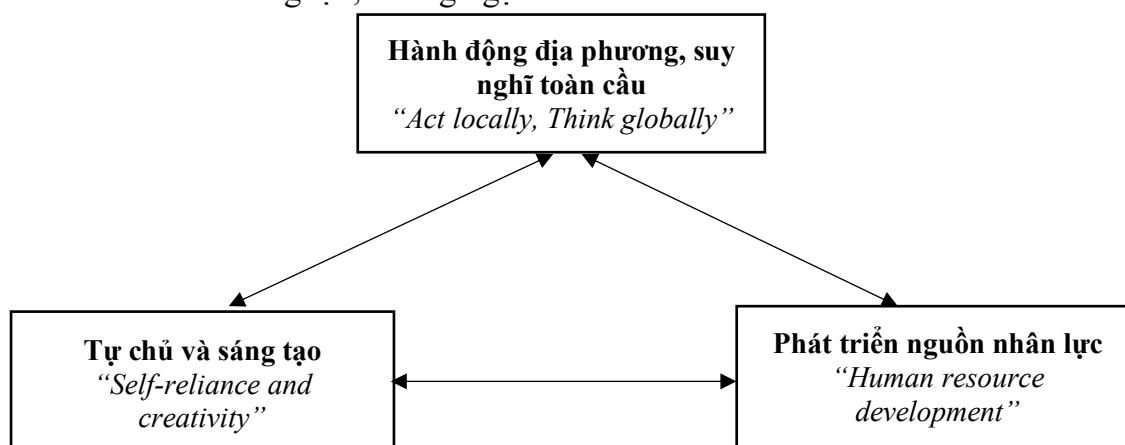 Hành động địa phương, suy
nghĩ toàn cầu
“Act locally, Think globally”
Tự chủ và sáng tạo
“Self-reliance and
creativity”
Phát triển nguồn nhân lực
“Human resource
development”